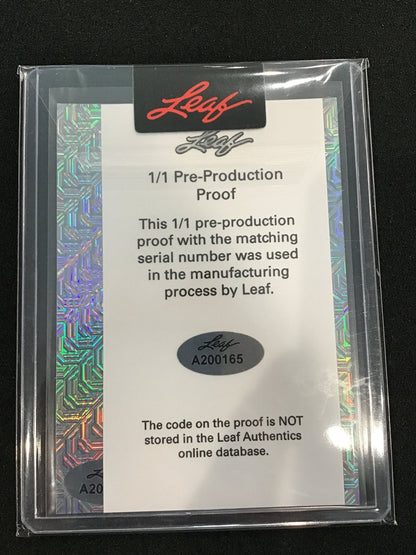 Leaf
Leaf
1/1 Pre-Production
Proof
This 1/1 pre-production
proof with the matching
serial number was used
in the manufacturing
process by Leaf.
Leaf
A200165
The code on the proof is NOT
stored in the Leaf Authentics
online database.
Leaf
A20